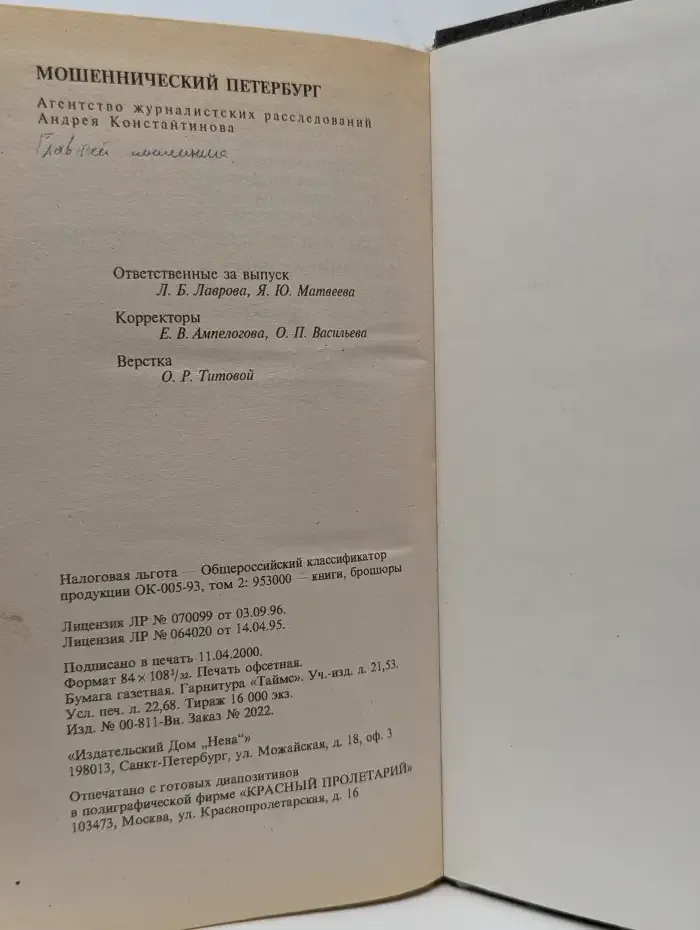 МОШЕННИЧЕСКИЙ ПЕТЕРБУРГ
Агентство журналистских расследований
Андрея Константинова
Ответственные за выпуск
Л. Б. Лаврова, Я. Ю. Матвеева
Корректоры
Е. В. Ампелогова, О. П. Васильева
Верстка
О. Р. Титовой
Налоговая льгота — Общероссийский классификатор
продукции ОК-005-93, том 2: 953000 — книги, брошюры
Лицензия ЛР № 070099 от 03.09.96.
Лицензия ЛР № 064020 от 14.04.95.
Подписано в печать 11.04.2000.
Формат 84 × 108¹/₃₂. Печать офсетная.
Бумага газетная. Гарнитура «Таймс». Уч.-изд. л. 21,53.
Усл. печ. л. 22,68. Тираж 16 000 экз.
Изд. № 00-811-Вн. Заказ № 2022.
«Издательский Дом „Нева“»
198013, Санкт-Петербург, ул. Можайская, д. 18, оф. 3
Отпечатано с готовых диапозитивов
в полиграфической фирме «КРАСНЫЙ ПРОЛЕТАРИЙ»
103473, Москва, ул. Краснопролетарская, д. 16